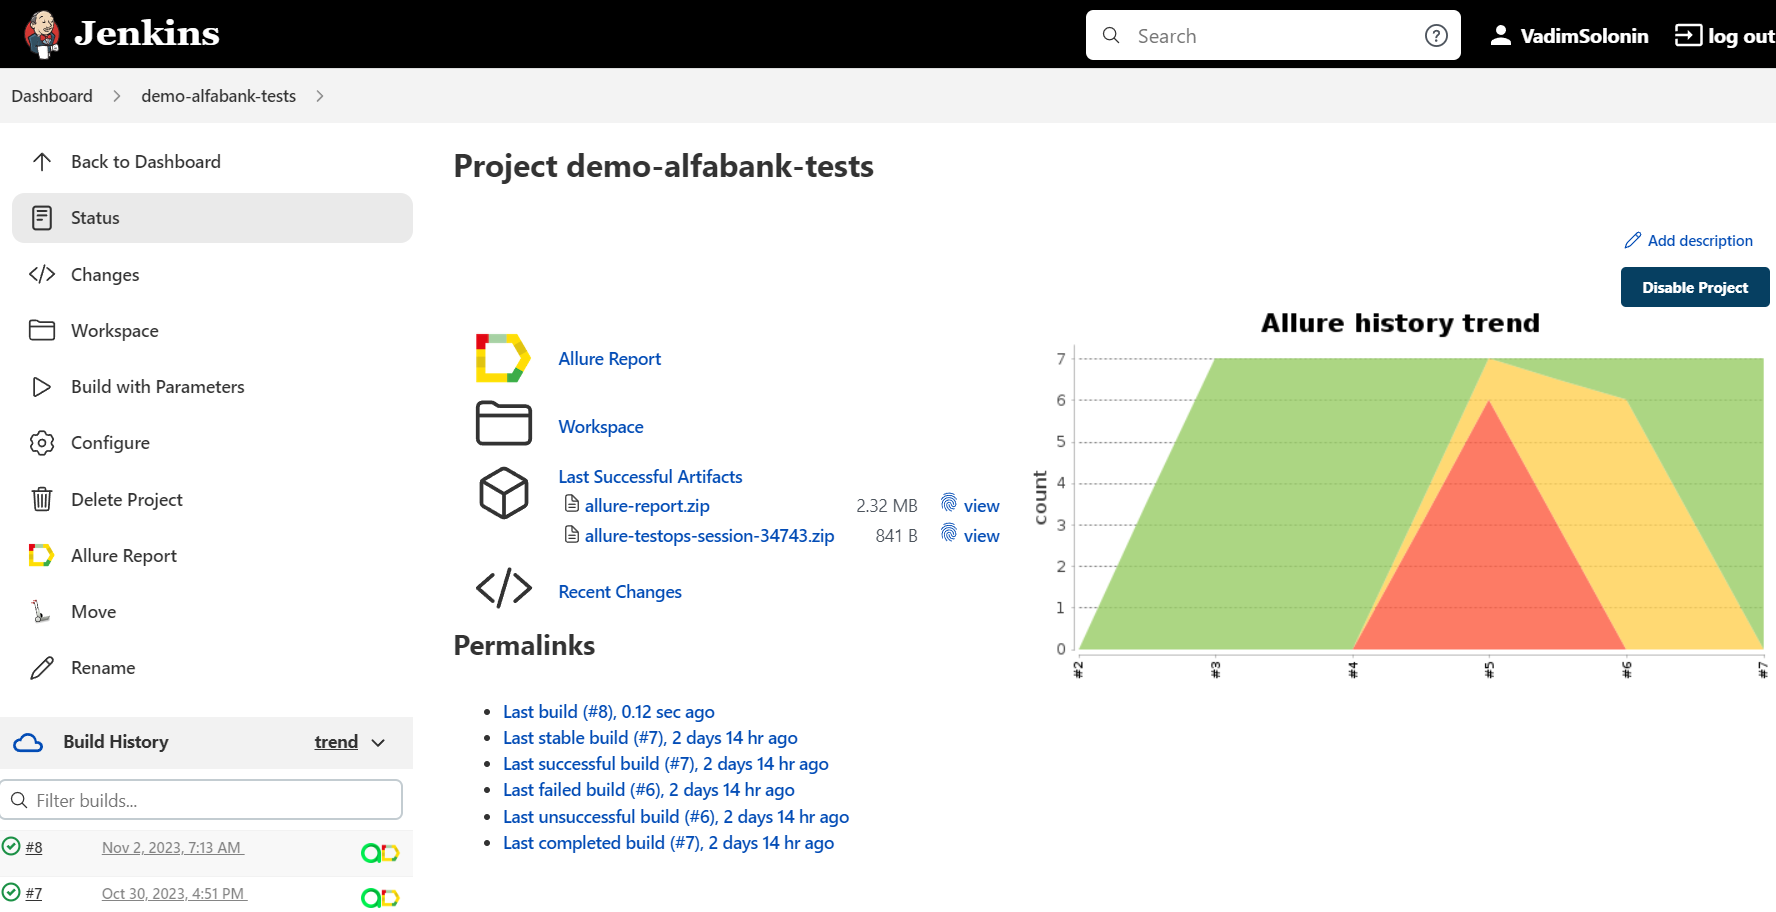 Jenkins
Search
VadimSolonin
log out
Dashboard
demo-alfabank-tests
Back to Dashboard
Status
Changes
Workspace
Build with Parameters
Configure
Delete Project
Allure Report
Move
Rename
Build History
trend
Filter builds...
#8 Nov 2, 2023, 7:13 AM
#7 Oct 30, 2023, 4:51 PM
Project demo-alfabank-tests
Add description
Disable Project
Allure Report
Workspace
Last Successful Artifacts
allure-report.zip 2.32 MB view
allure-testops-session-34743.zip 841 B view
Recent Changes
Permalinks
Last build (#8), 0.12 sec ago
Last stable build (#7), 2 days 14 hr ago
Last successful build (#7), 2 days 14 hr ago
Last failed build (#6), 2 days 14 hr ago
Last unsuccessful build (#6), 2 days 14 hr ago
Last completed build (#7), 2 days 14 hr ago
Allure history trend
count
7
6
5
4
3
2
1
0
#2
#3
#4
#5
#6
#7